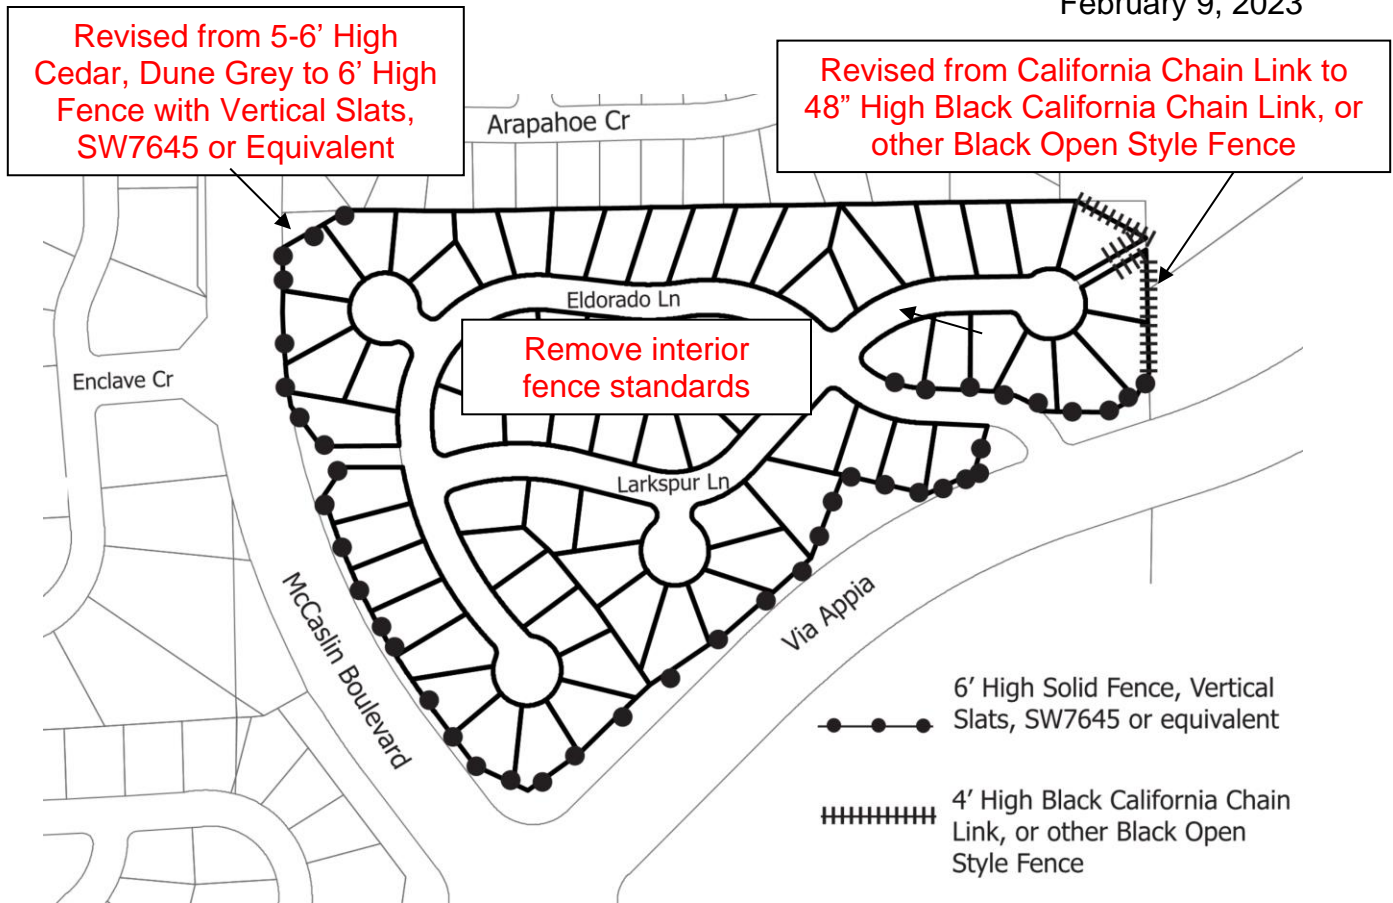 February 9, 2023
Revised from 5-6’ High
Cedar, Dune Grey to 6’ High
Fence with Vertical Slats,
SW7645 or Equivalent
Revised from California Chain Link to
48” High Black California Chain Link, or
other Black Open Style Fence
Arapahoe Cr
Eldorado Ln
Remove interior
fence standards
Enclave Cr
Larkspur Ln
McCaslin Boulevard
Via Appia
6’ High Solid Fence, Vertical
Slats, SW7645 or equivalent
4’ High Black California Chain
Link, or other Black Open
Style Fence